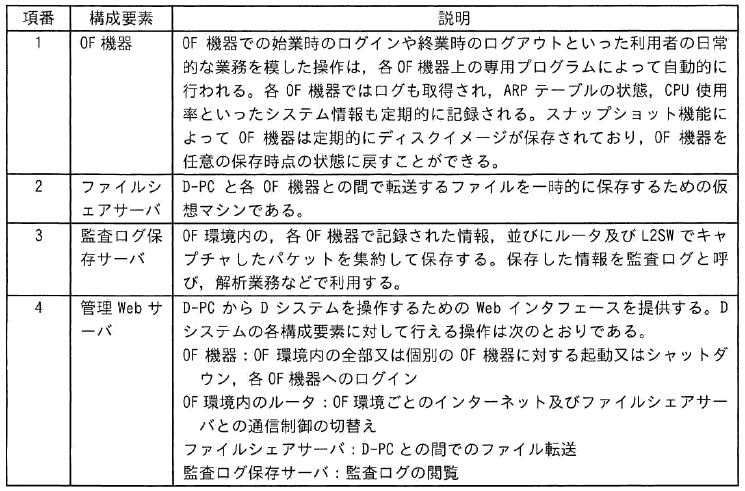 項番 構成要素 説明
1 OF 機器 OF 機器での始業時のログインや終業時のログアウトといった利用者の日常
的な業務を模した操作は，各 OF 機器上の専用プログラムによって自動的に
行われる。各 OF 機器ではログも取得され，ARP テーブルの状態，CPU 使用
率といったシステム情報も定期的に記録される。スナップショット機能に
よって OF 機器は定期的にディスクイメージが保存されており，OF 機器を
任意の保存時点の状態に戻すことができる。
2 ファイルシ D-PC と各 OF 機器との間で転送するファイルを一時的に保存するための仮
ェアサーバ 想マシンである。
3 監査ログ保 OF 環境内の，各 OF 機器で記録された情報，並びにルータ及び L2SW でキャ
存サーバ プチャしたパケットを集約して保存する。保存した情報を監査ログと呼
び，解析業務などで利用する。
4 管理 Web サ D-PC から D システムを操作するための Web インタフェースを提供する。D
ーバ システムの各構成要素に対して行える操作は次のとおりである。
OF 機器：OF 環境内の全部又は個別の OF 機器に対する起動又はシャットダ
ウン，各 OF 機器へのログイン
OF 環境内のルータ：OF 環境ごとのインターネット及びファイルシェアサー
バとの通信制御の切替え
ファイルシェアサーバ：D-PC との間でのファイル転送
監査ログ保存サーバ：監査ログの閲覧